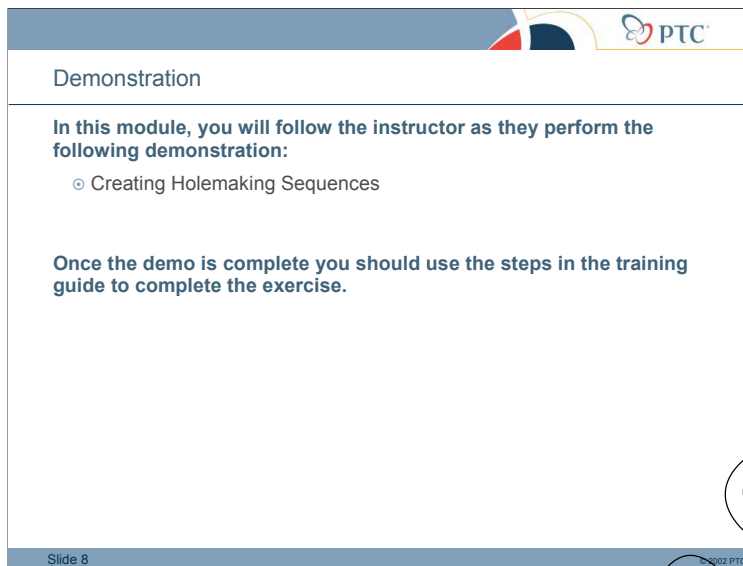 PTC
Demonstration
In this module, you will follow the instructor as they perform the
following demonstration:
Creating Holemaking Sequences
Once the demo is complete you should use the steps in the training
guide to complete the exercise.
Slide 8
© 2002 PTC